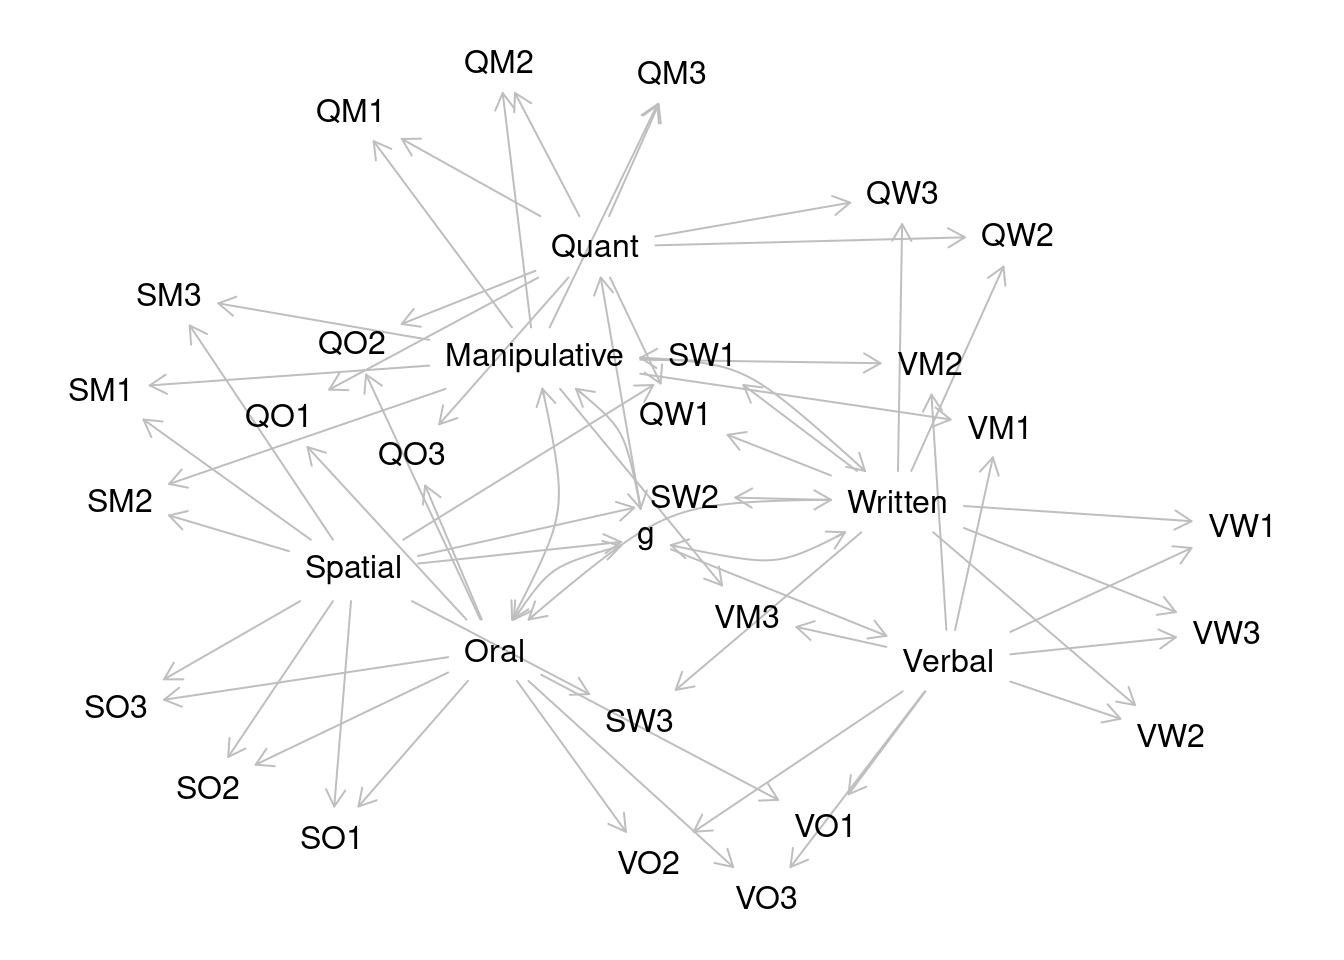 QM2
QM3
QM1
QW3
QW2
Quant
SM3
QO2
Manipulative
SW1
VM2
SM1
QO1
QW1
VM1
QO3
SM2
SW2
Written
VW1
g
Spatial
VM3
VW3
Oral
Verbal
SO3
SW3
VW2
SO2
VO1
SO1
VO2
VO3